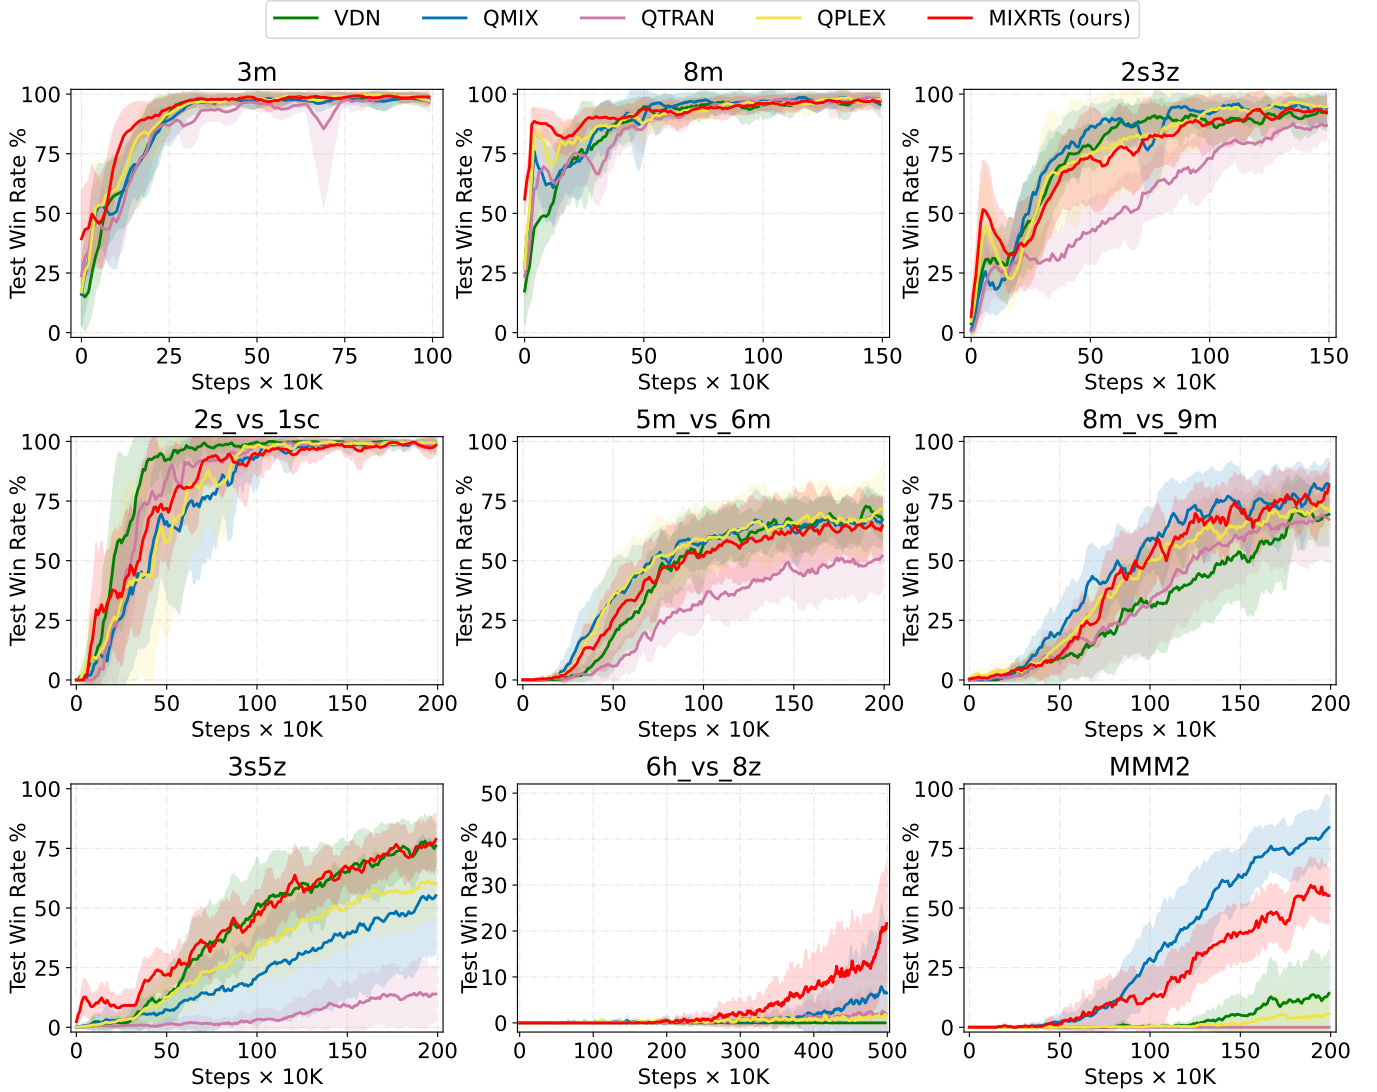 VDN QMIX QTRAN QPLEX MIXRTs (ours)
3m 8m 2s3z
Test Win Rate % Test Win Rate % Test Win Rate %
100 100 100
75 75 75
50 50 50
25 25 25
0 0 0
0 25 50 75 100 0 50 100 150 0 50 100 150
Steps × 10K Steps × 10K Steps × 10K
2s_vs_1sc 5m_vs_6m 8m_vs_9m
Test Win Rate % Test Win Rate % Test Win Rate %
100 100 100
75 75 75
50 50 50
25 25 25
0 0 0
0 50 100 150 200 0 50 100 150 200 0 50 100 150 200
Steps × 10K Steps × 10K Steps × 10K
3s5z 6h_vs_8z MMM2
Test Win Rate % Test Win Rate % Test Win Rate %
100 50 100
75 40 75
50 30 50
25 20 25
0 10 0
0
0 50 100 150 200 0 100 200 300 400 500 0 50 100 150 200
Steps × 10K Steps × 10K Steps × 10K